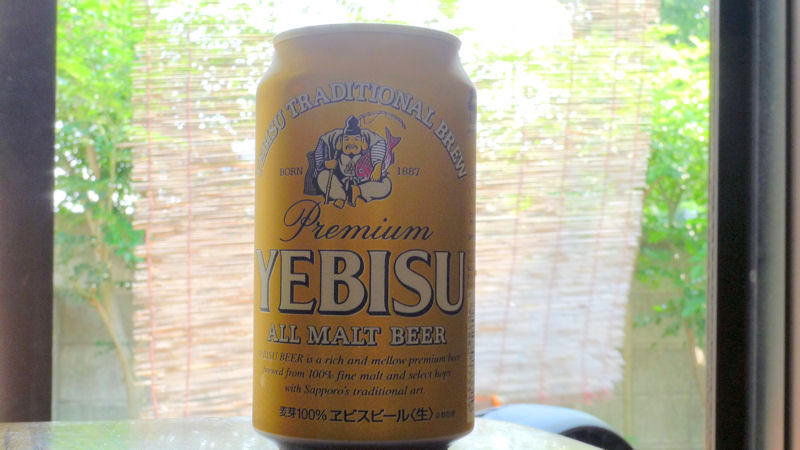 YEBISU TRADITIONAL BREW
BORN 1887
Premium
YEBISU
ALL MALT BEER
BISU BEER is a rich and mellow premium beer
brewed from 100% fine malt and select hops
with Sapporo's traditional art.
麦芽100% ヱビスビール〈生〉